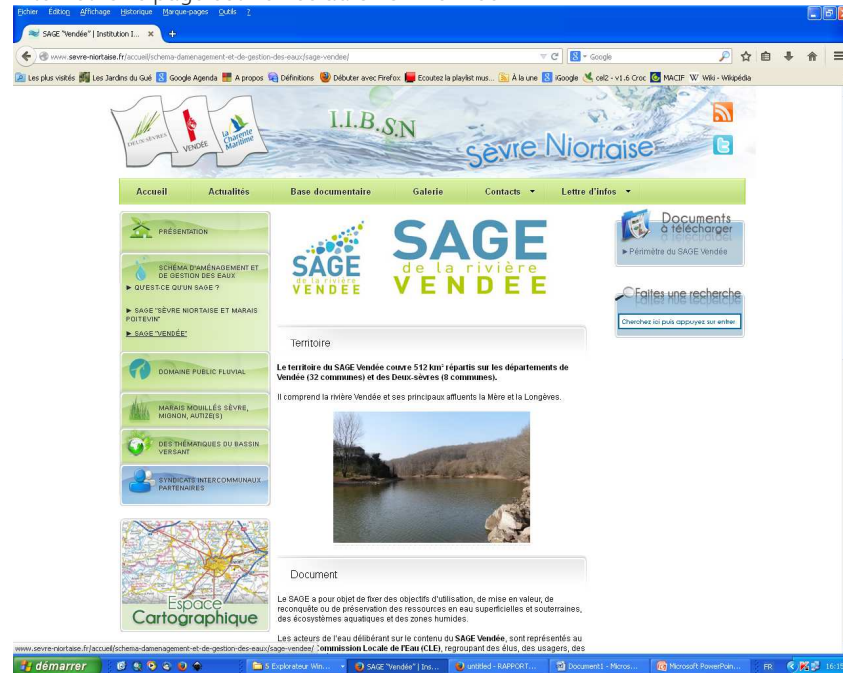 Fichier Edition Affichage Historique Marque-pages Outils ?
SAGE "Vendée" | Institution I... × +
www.sevre-niortaise.fr/accueil/schema-damenagement-et-de-gestion-des-eaux/sage-vendee/
Google
Les plus visités Les Jardins du Gué Google Agenda A propos Définitions Débuter avec Firefox Ecoutez la playlist mus... À la une iGoogle cell2 - v1.6 Croc MACIF Wiki - Wikipédia
DEUX-SÈVRES
VENDÉE
La Charente Maritime
I.I.B.S.N
Sèvre Niortaise
Accueil Actualités Base documentaire Galerie Contacts Lettre d'infos
PRÉSENTATION
SCHÉMA D'AMÉNAGEMENT ET
DE GESTION DES EAUX
► QU'EST-CE QU'UN SAGE ?
► SAGE "SÈVRE NIORTAISE ET MARAIS
POITEVIN"
► SAGE "VENDÉE"
DOMAINE PUBLIC FLUVIAL
MARAIS MOUILLÉS SÈVRE,
MIGNON, AUTIZE(S)
DES THÉMATIQUES DU BASSIN
VERSANT
SYNDICATS INTERCOMMUNAUX
PARTENAIRES
Espace
Cartographique
SAGE
de la rivière
VENDÉE
SAGE
de la rivière
VENDEE
Territoire
Le territoire du SAGE Vendée couvre 512 km² répartis sur les départements de
Vendée (32 communes) et des Deux-sèvres (8 communes).
Il comprend la rivière Vendée et ses principaux affluents la Mère et la Longèves.
Document
Le SAGE a pour objet de fixer des objectifs d'utilisation, de mise en valeur, de
reconquête ou de préservation des ressources en eau superficielles et souterraines,
des écosystèmes aquatiques et des zones humides.
Les acteurs de l'eau délibérant sur le contenu du SAGE Vendée, sont représentés au
Commission Locale de l'Eau (CLE), regroupant des élus, des usagers, des
Documents
à télécharger
► Périmètre du SAGE Vendée
Faites une recherche
Cherchez ici puis appuyez sur entrer
www.sevre-niortaise.fr/accueil/schema-damenagement-et-de-gestion-des-eaux/sage-vendee/
démarrer 5 Explorateur Win... SAGE "Vendée" | Ins... untitled - RAPPORT... Document1 - Micros... Microsoft PowerPoin... FR 16:15